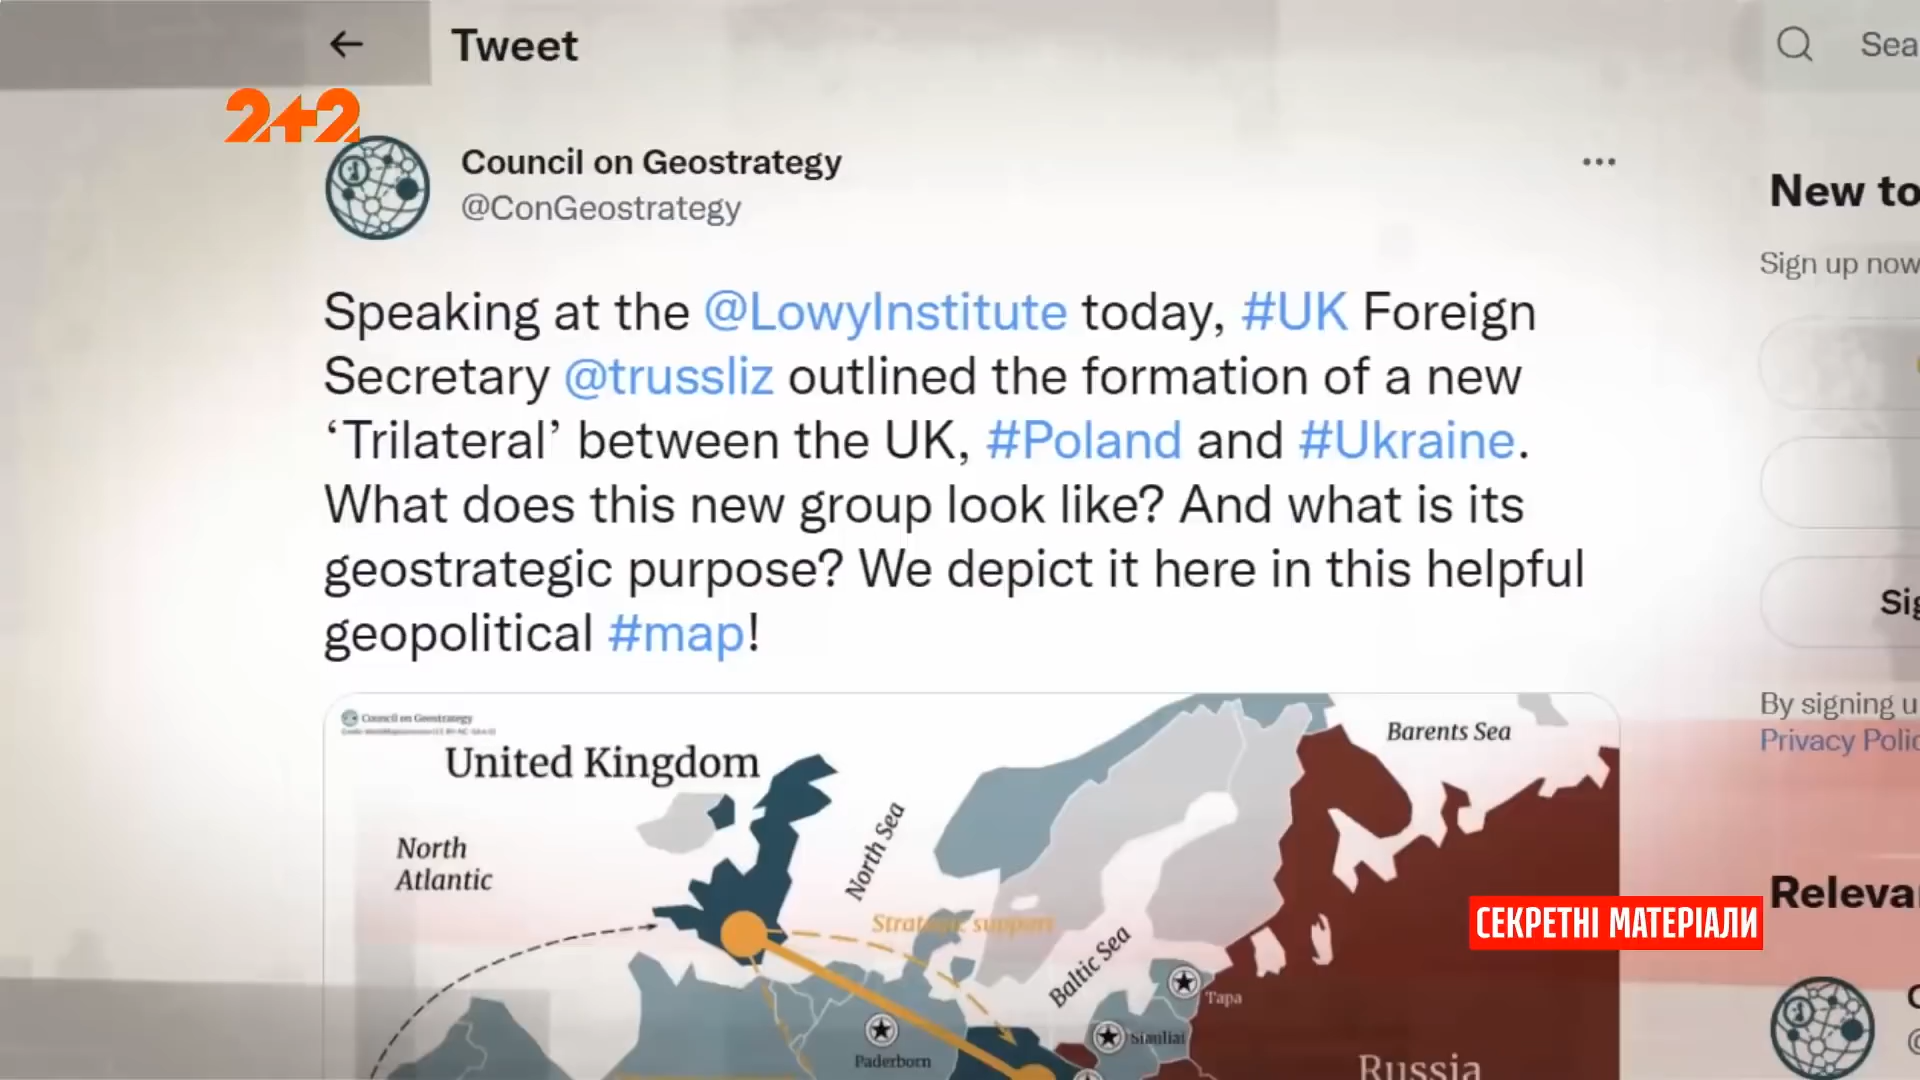 Tweet
Sea
2+2
Council on Geostrategy
@ConGeostrategy
New to
Sign up now
Speaking at the @LowyInstitute today, #UK Foreign
Secretary @trussliz outlined the formation of a new
‘Trilateral’ between the UK, #Poland and #Ukraine.
What does this new group look like? And what is its
geostrategic purpose? We depict it here in this helpful
geopolitical #map!
Sig
By signing u
Privacy Polic
Council on Geostrategy
United Kingdom
Barents Sea
North
Atlantic
North Sea
Strategic support
Baltic Sea
Tapa
Šiauliai
Paderborn
Russia
Releva
СЕКРЕТНІ МАТЕРІАЛИ